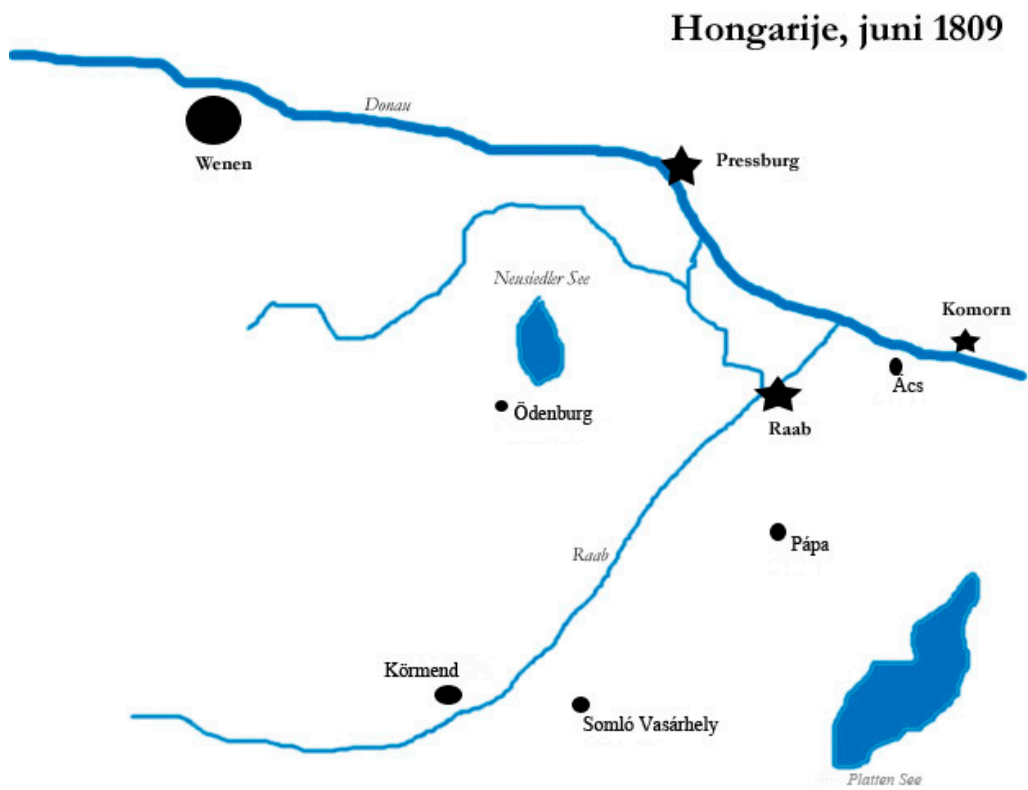 Hongarije, juni 1809
Donau
Wenen
Pressburg
Neusiedler See
Komorn
Ács
Ödenburg
Raab
Pápa
Raab
Körmend
Somló Vasárhely
Platten See